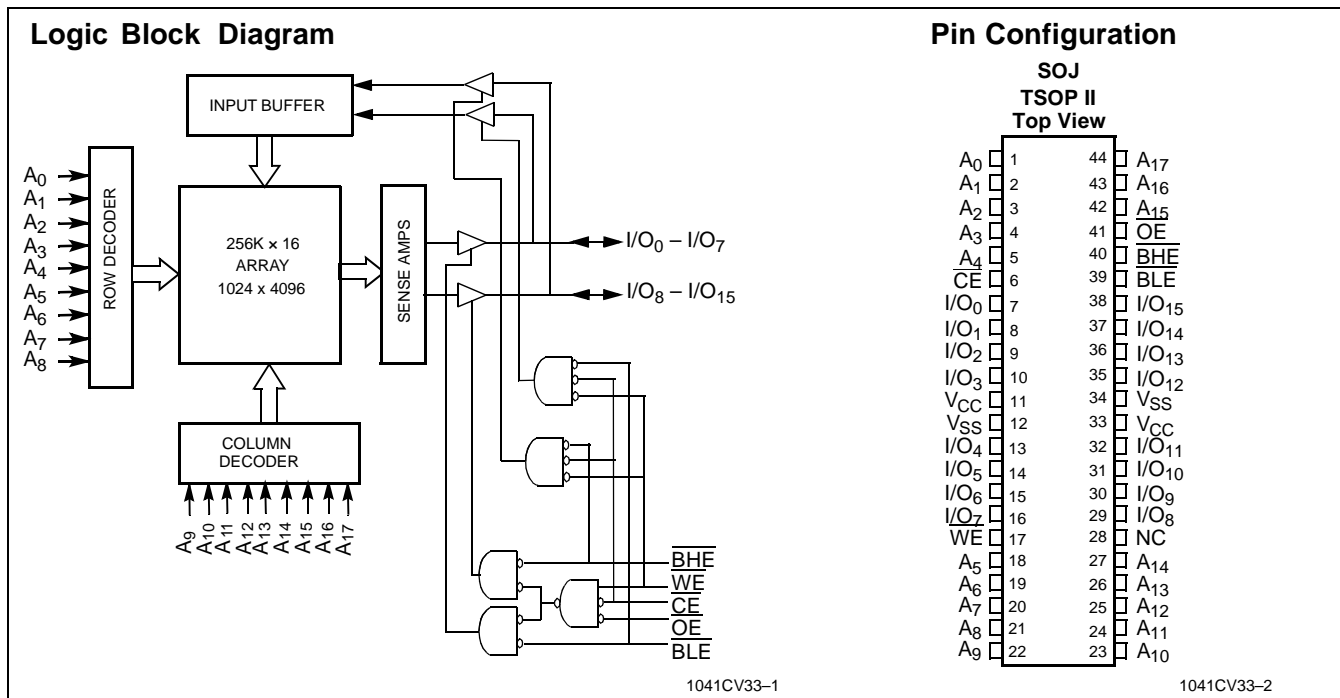 Logic Block Diagram
INPUT BUFFER
A0
A1
A2
A3
A4
A5
A6
A7
A8
ROW DECODER
256K × 16
ARRAY
1024 x 4096
SENSE AMPS
I/O0 – I/O7
I/O8 – I/O15
COLUMN
DECODER
A9
A10
A11
A12
A13
A14
A15
A16
A17
BHE
WE
CE
OE
BLE
1041CV33–1
Pin Configuration
SOJ
TSOP II
Top View
A0 1 44 A17
A1 2 43 A16
A2 3 42 A15
A3 4 41 OE
A4 5 40 BHE
CE 6 39 BLE
I/O0 7 38 I/O15
I/O1 8 37 I/O14
I/O2 9 36 I/O13
I/O3 10 35 I/O12
VCC 11 34 VSS
VSS 12 33 VCC
I/O4 13 32 I/O11
I/O5 14 31 I/O10
I/O6 15 30 I/O9
I/O7 16 29 I/O8
WE 17 28 NC
A5 18 27 A14
A6 19 26 A13
A7 20 25 A12
A8 21 24 A11
A9 22 23 A10
1041CV33–2